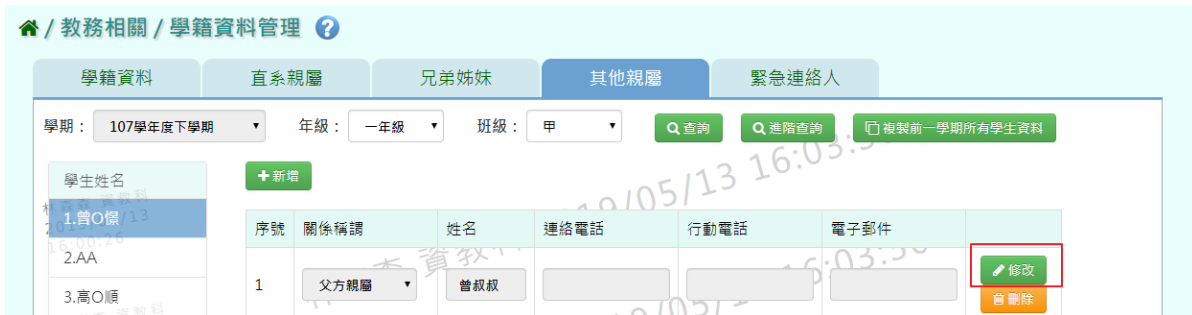 / 教務相關 / 學籍資料管理 ?
學籍資料 直系親屬 兄弟姊妹 其他親屬 緊急連絡人
學期： 107學年度下學期 年級： 一年級 班級： 甲 查詢 進階查詢 複製前一學期所有學生資料
學生姓名
新增
1.曾O憬
2.AA
3.高O順
序號 關係稱謂 姓名 連絡電話 行動電話 電子郵件
1 父方親屬 曾叔叔 修改
刪除
16:00:26